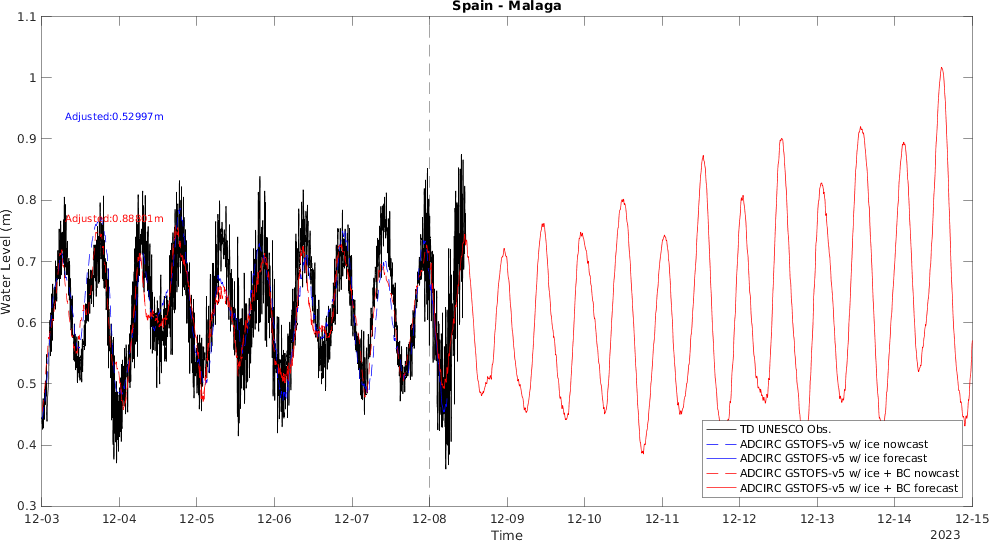 Spain - Malaga
1.1
1
0.9
0.8
0.7
0.6
0.5
0.4
0.3
Water Level (m)
Adjusted:0.52997m
Adjusted:0.88801m
TD UNESCO Obs.
ADCIRC GSTOFS-v5 w/ ice nowcast
ADCIRC GSTOFS-v5 w/ ice forecast
ADCIRC GSTOFS-v5 w/ ice + BC nowcast
ADCIRC GSTOFS-v5 w/ ice + BC forecast
12-03 12-04 12-05 12-06 12-07 12-08 12-09 12-10 12-11 12-12 12-13 12-14 12-15
Time
2023